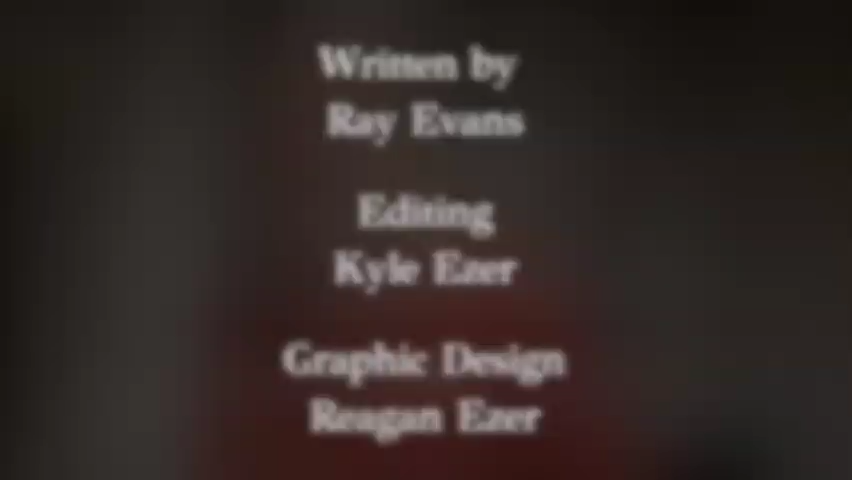 Written by
Ray Evans
Editing
Kyle Ezer
Graphic Design
Reagan Ezer